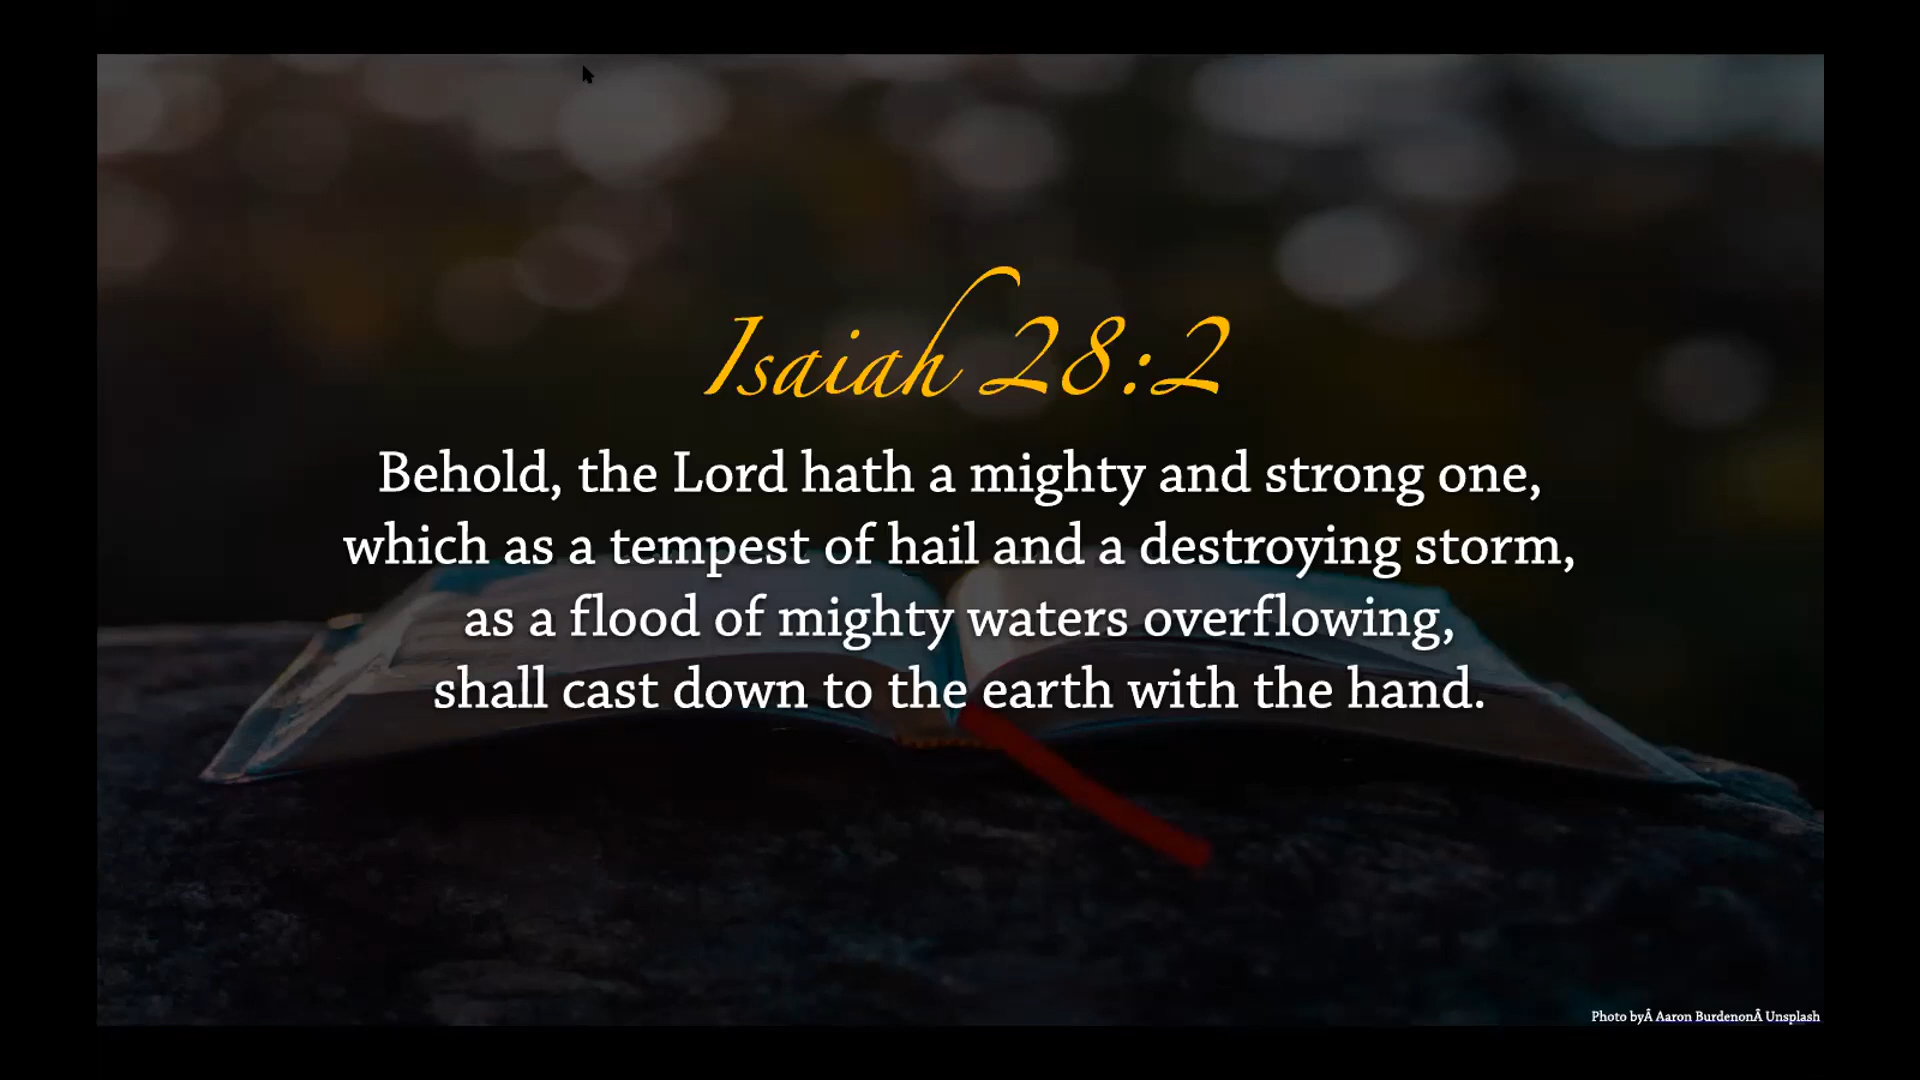 Isaiah 28:2
Behold, the Lord hath a mighty and strong one,
which as a tempest of hail and a destroying storm,
as a flood of mighty waters overflowing,
shall cast down to the earth with the hand.
Photo byÂ Aaron BurdenonÂ Unsplash